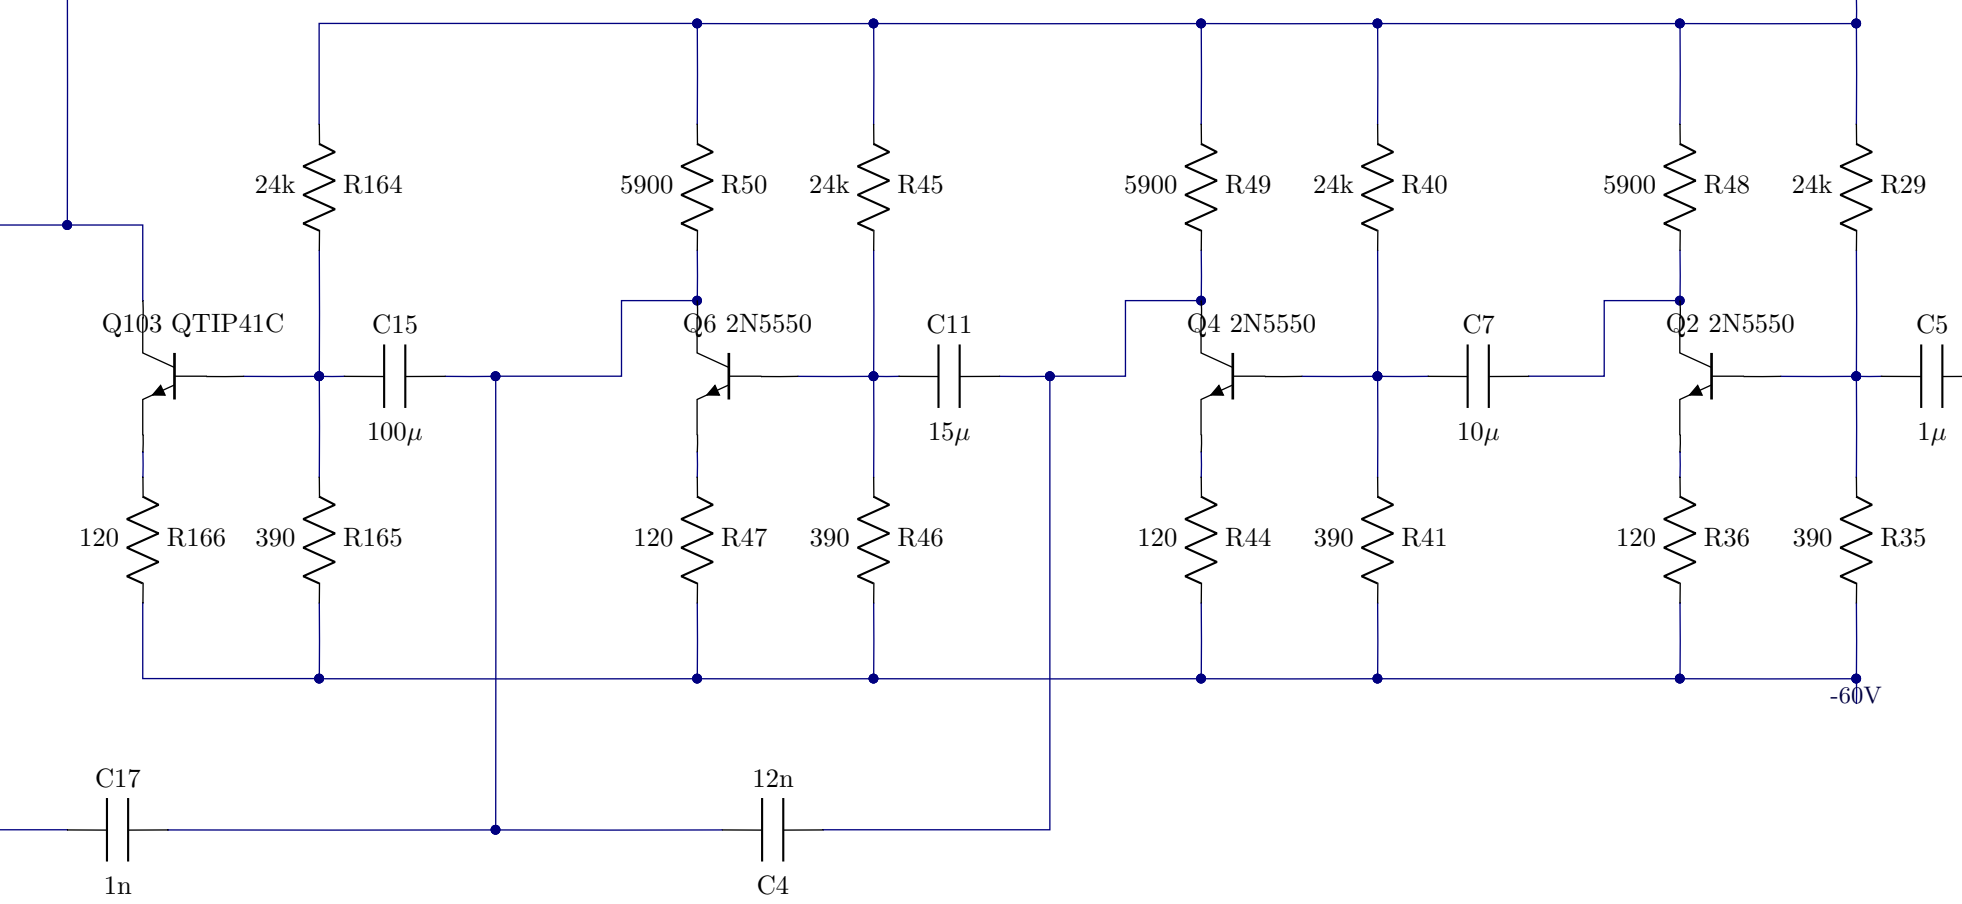 24k R164
5900 R50
24k R45
5900 R49
24k R40
5900 R48
24k R29
Q103 QTIP41C
C15
Q6 2N5550
C11
Q4 2N5550
C7
Q2 2N5550
C5
100μ
15μ
10μ
1μ
120 R166
390 R165
120 R47
390 R46
120 R44
390 R41
120 R36
390 R35
-60V
C17
12n
1n
C4